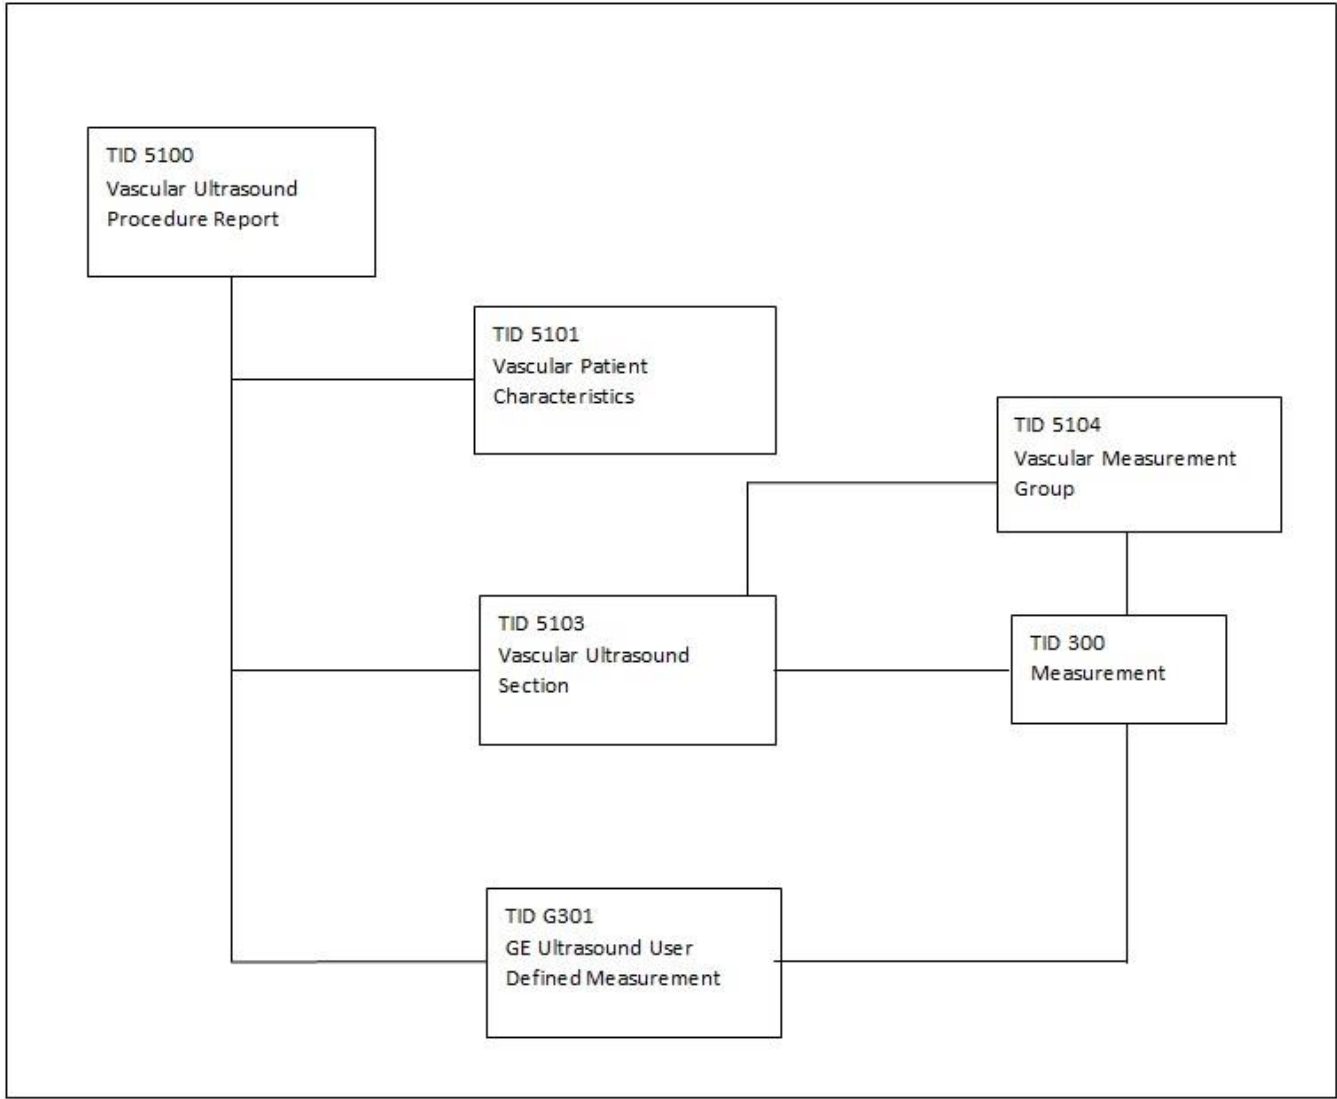 TID 5100
Vascular Ultrasound
Procedure Report
TID 5101
Vascular Patient
Characteristics
TID 5104
Vascular Measurement
Group
TID 5103
Vascular Ultrasound
Section
TID 300
Measurement
TID G301
GE Ultrasound User
Defined Measurement